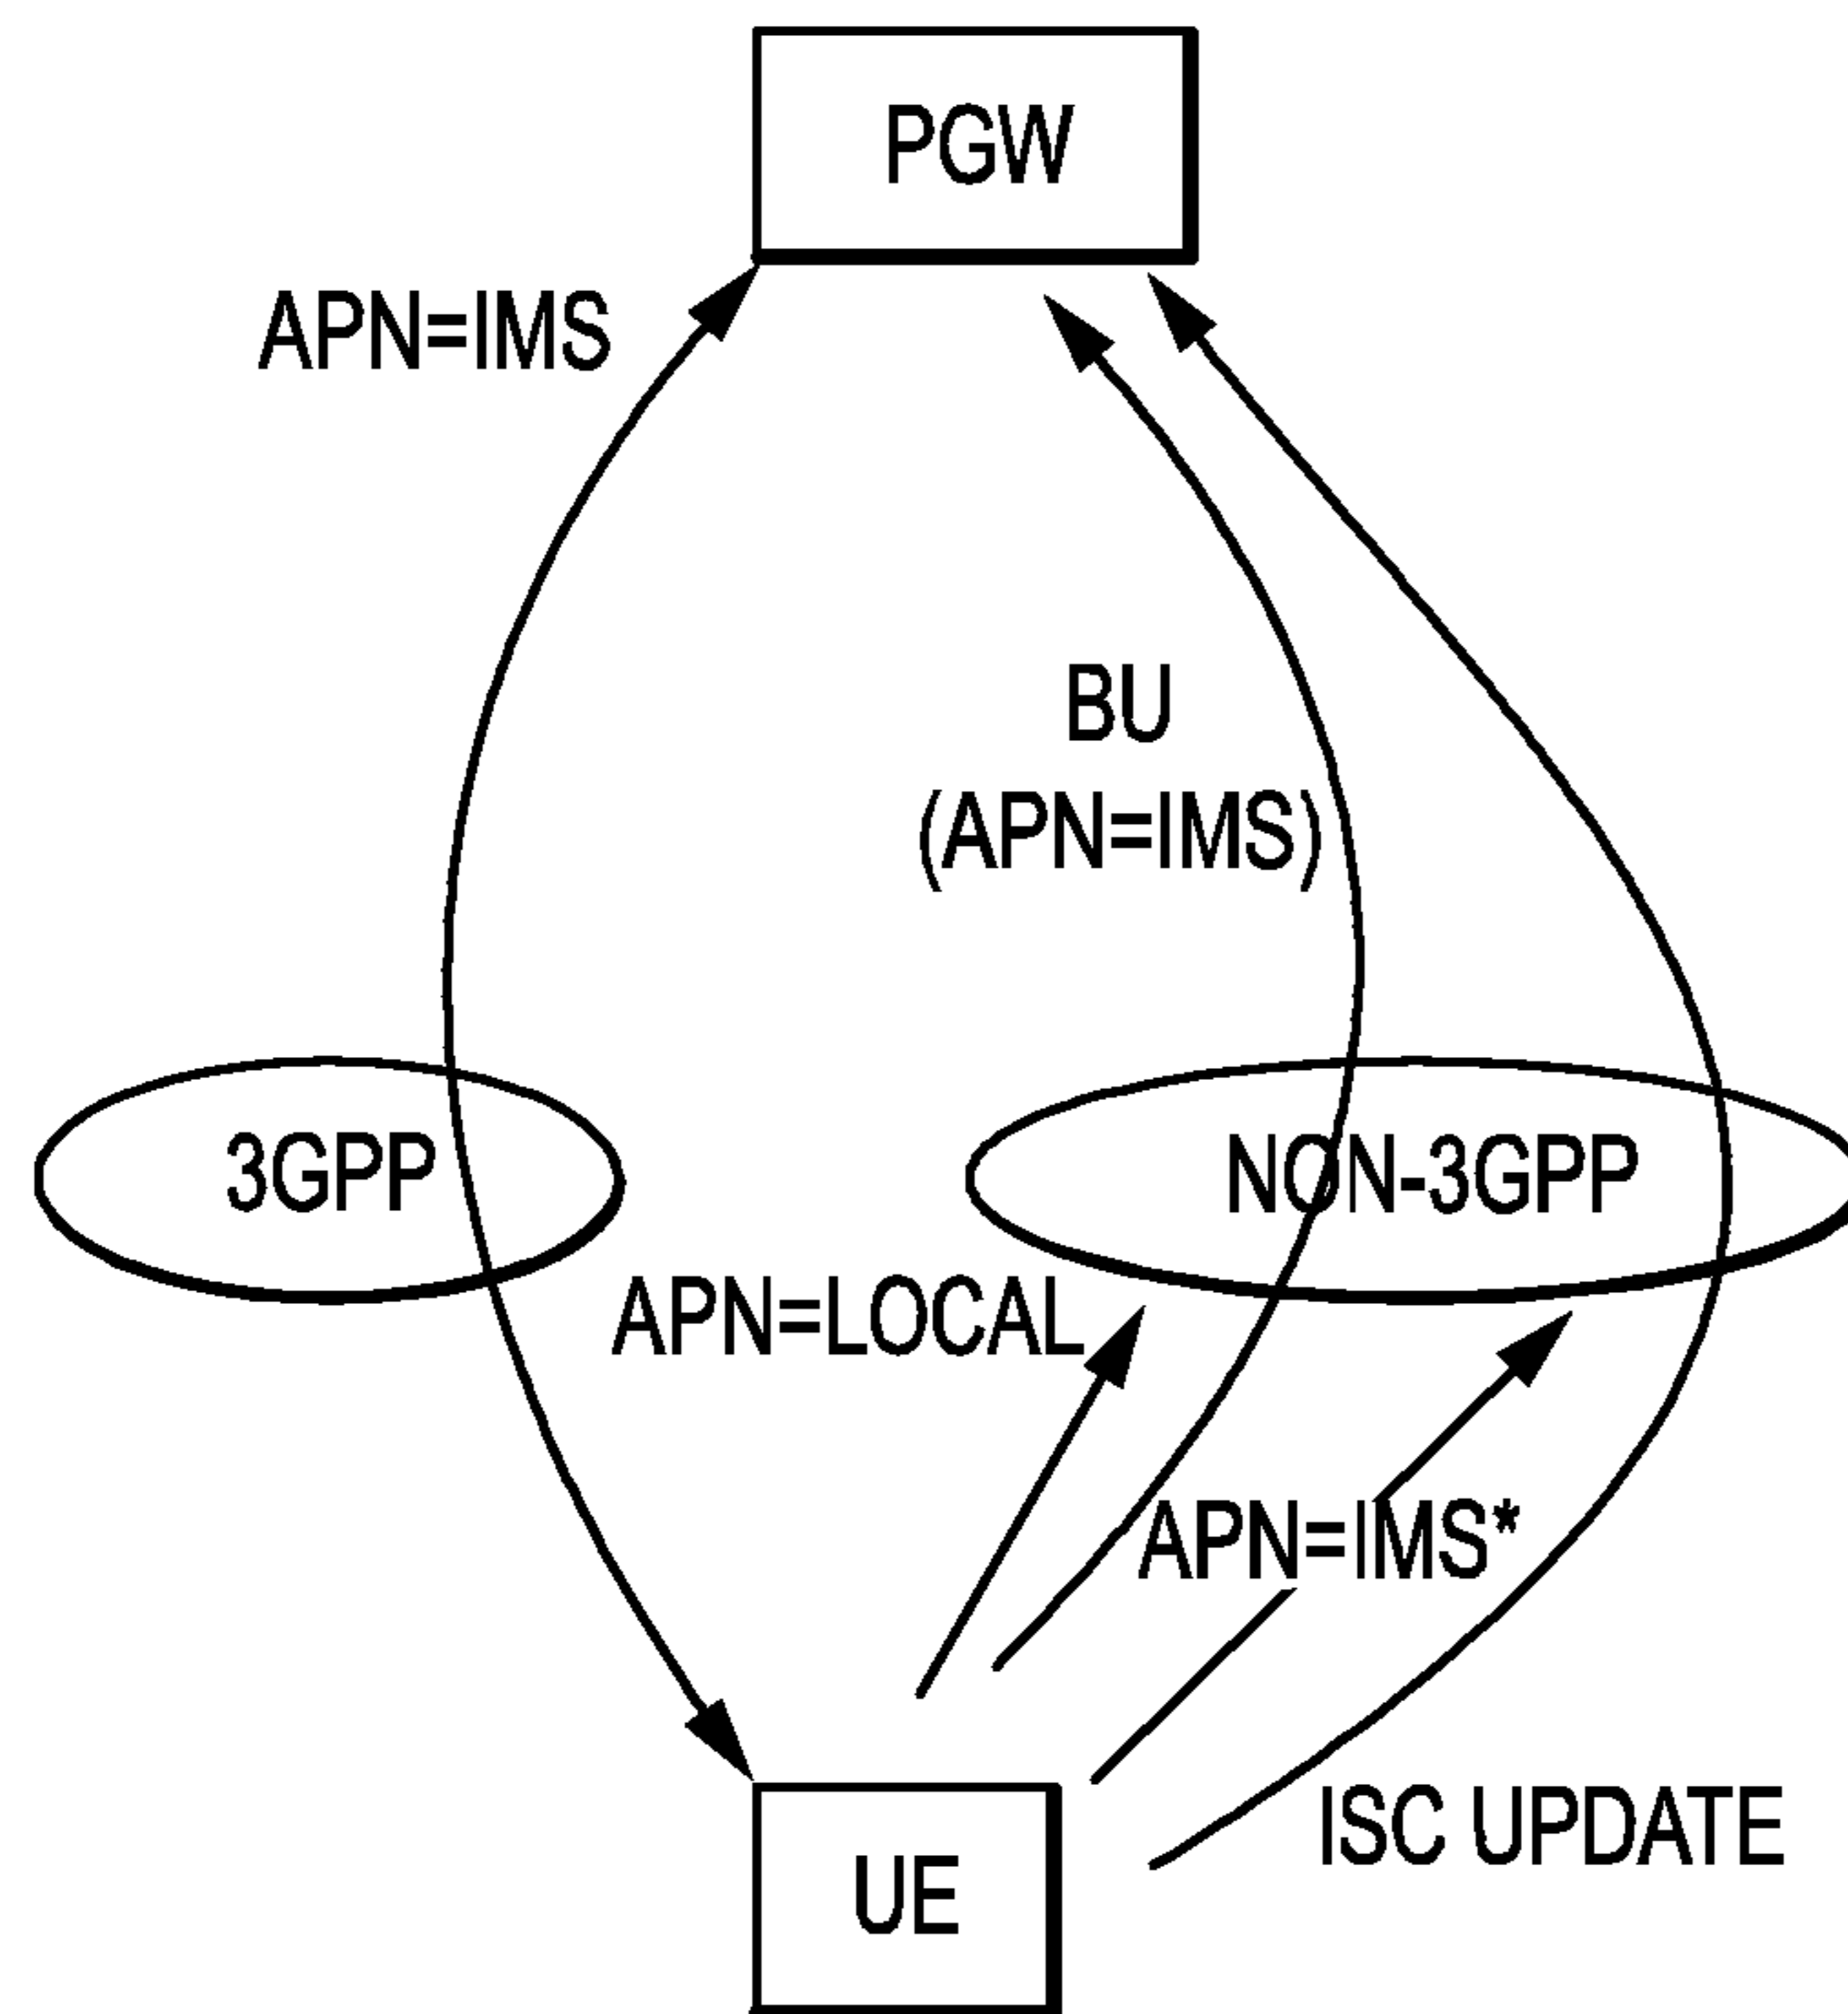 PGW
APN=IMS
BU
(APN=IMS)
3GPP
NON-3GPP
APN=LOCAL
APN=IMS*
ISC UPDATE
UE